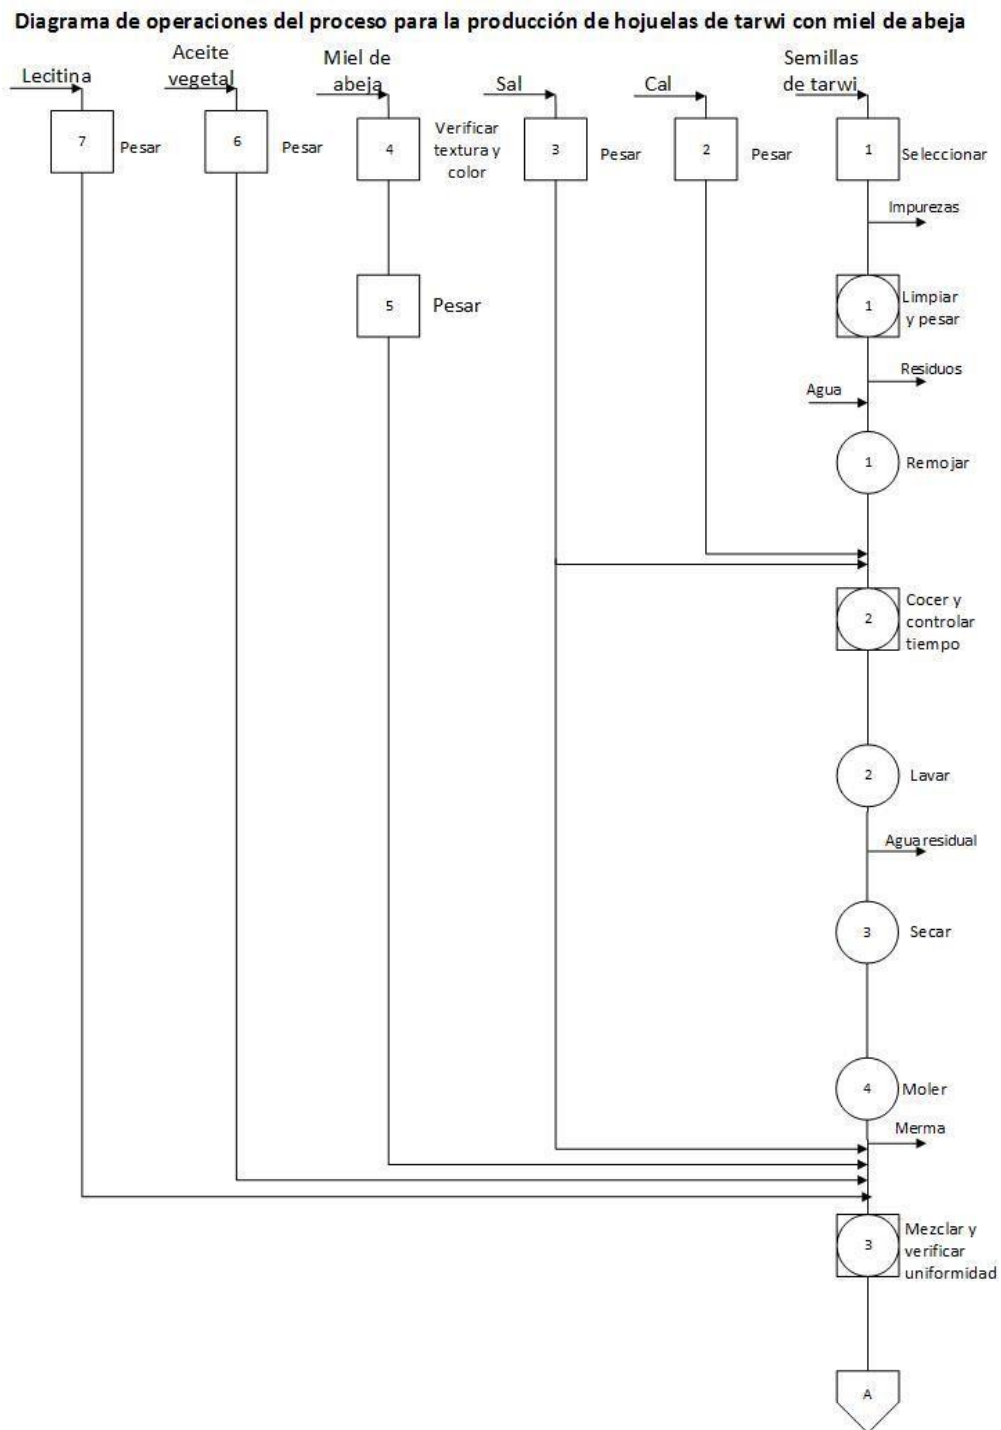 Diagrama de operaciones del proceso para la producción de hojuelas de tarwi con miel de abeja
Lecitina
Aceite
vegetal
Miel de
abeja
Sal
Cal
Semillas
de tarwi
7
Pesar
6
Pesar
4
Verificar
textura y
color
3
Pesar
2
Pesar
1
Seleccionar
Impurezas
5
Pesar
1
Limpiar
y pesar
Residuos
Agua
1
Remojar
2
Cocer y
controlar
tiempo
2
Lavar
Agua residual
3
Secar
4
Moler
Merma
3
Mezclar y
verificar
uniformidad
A